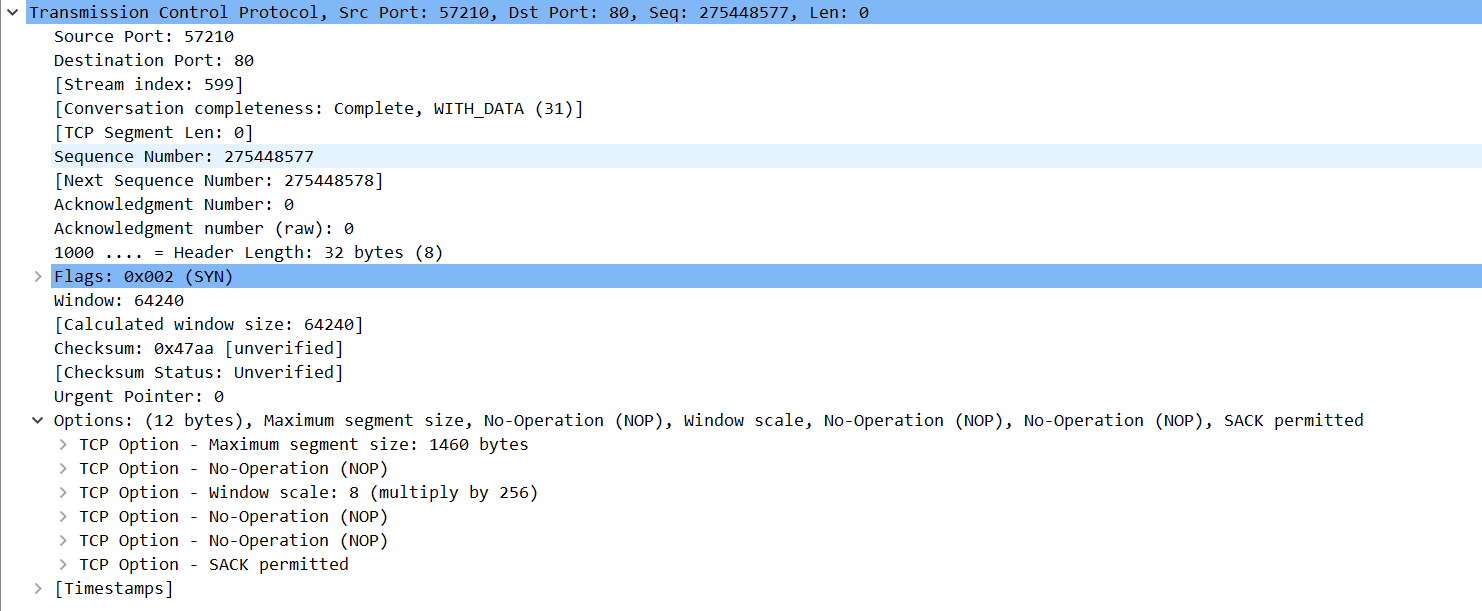 Transmission Control Protocol, Src Port: 57210, Dst Port: 80, Seq: 275448577, Len: 0
Source Port: 57210
Destination Port: 80
[Stream index: 599]
[Conversation completeness: Complete, WITH_DATA (31)]
[TCP Segment Len: 0]
Sequence Number: 275448577
[Next Sequence Number: 275448578]
Acknowledgment Number: 0
Acknowledgment number (raw): 0
1000 .... = Header Length: 32 bytes (8)
Flags: 0x002 (SYN)
Window: 64240
[Calculated window size: 64240]
Checksum: 0x47aa [unverified]
[Checksum Status: Unverified]
Urgent Pointer: 0
Options: (12 bytes), Maximum segment size, No-Operation (NOP), Window scale, No-Operation (NOP), No-Operation (NOP), SACK permitted
TCP Option - Maximum segment size: 1460 bytes
TCP Option - No-Operation (NOP)
TCP Option - Window scale: 8 (multiply by 256)
TCP Option - No-Operation (NOP)
TCP Option - No-Operation (NOP)
TCP Option - SACK permitted
[Timestamps]